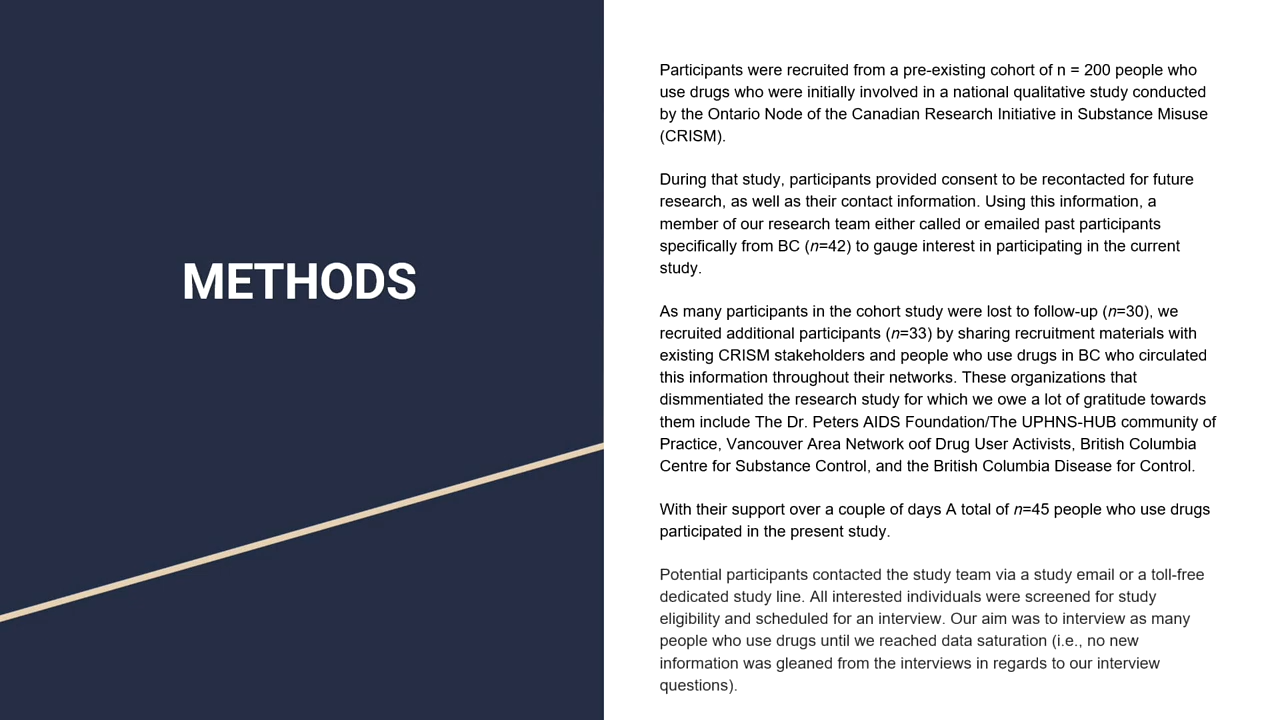 METHODS
Participants were recruited from a pre-existing cohort of n = 200 people who
use drugs who were initially involved in a national qualitative study conducted
by the Ontario Node of the Canadian Research Initiative in Substance Misuse
(CRISM).
During that study, participants provided consent to be recontacted for future
research, as well as their contact information. Using this information, a
member of our research team either called or emailed past participants
specifically from BC (n=42) to gauge interest in participating in the current
study.
As many participants in the cohort study were lost to follow-up (n=30), we
recruited additional participants (n=33) by sharing recruitment materials with
existing CRISM stakeholders and people who use drugs in BC who circulated
this information throughout their networks. These organizations that
dismmentiated the research study for which we owe a lot of gratitude towards
them include The Dr. Peters AIDS Foundation/The UPHNS-HUB community of
Practice, Vancouver Area Network oof Drug User Activists, British Columbia
Centre for Substance Control, and the British Columbia Disease for Control.
With their support over a couple of days A total of n=45 people who use drugs
participated in the present study.
Potential participants contacted the study team via a study email or a toll-free
dedicated study line. All interested individuals were screened for study
eligibility and scheduled for an interview. Our aim was to interview as many
people who use drugs until we reached data saturation (i.e., no new
information was gleaned from the interviews in regards to our interview
questions).